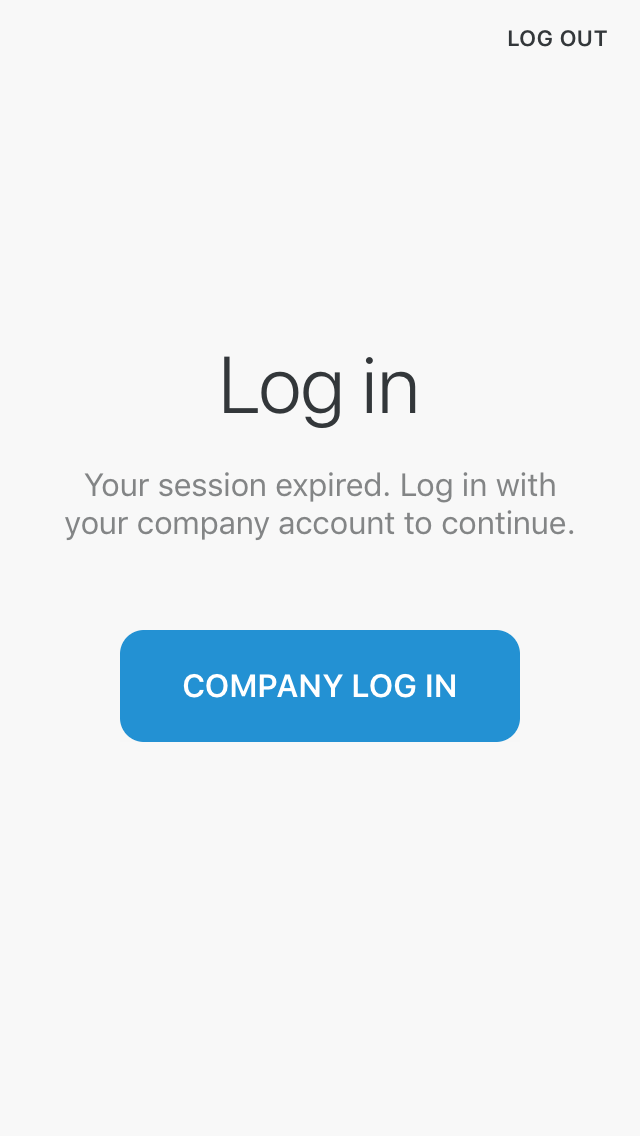 LOG OUT
Log in
Your session expired. Log in with
your company account to continue.
COMPANY LOG IN